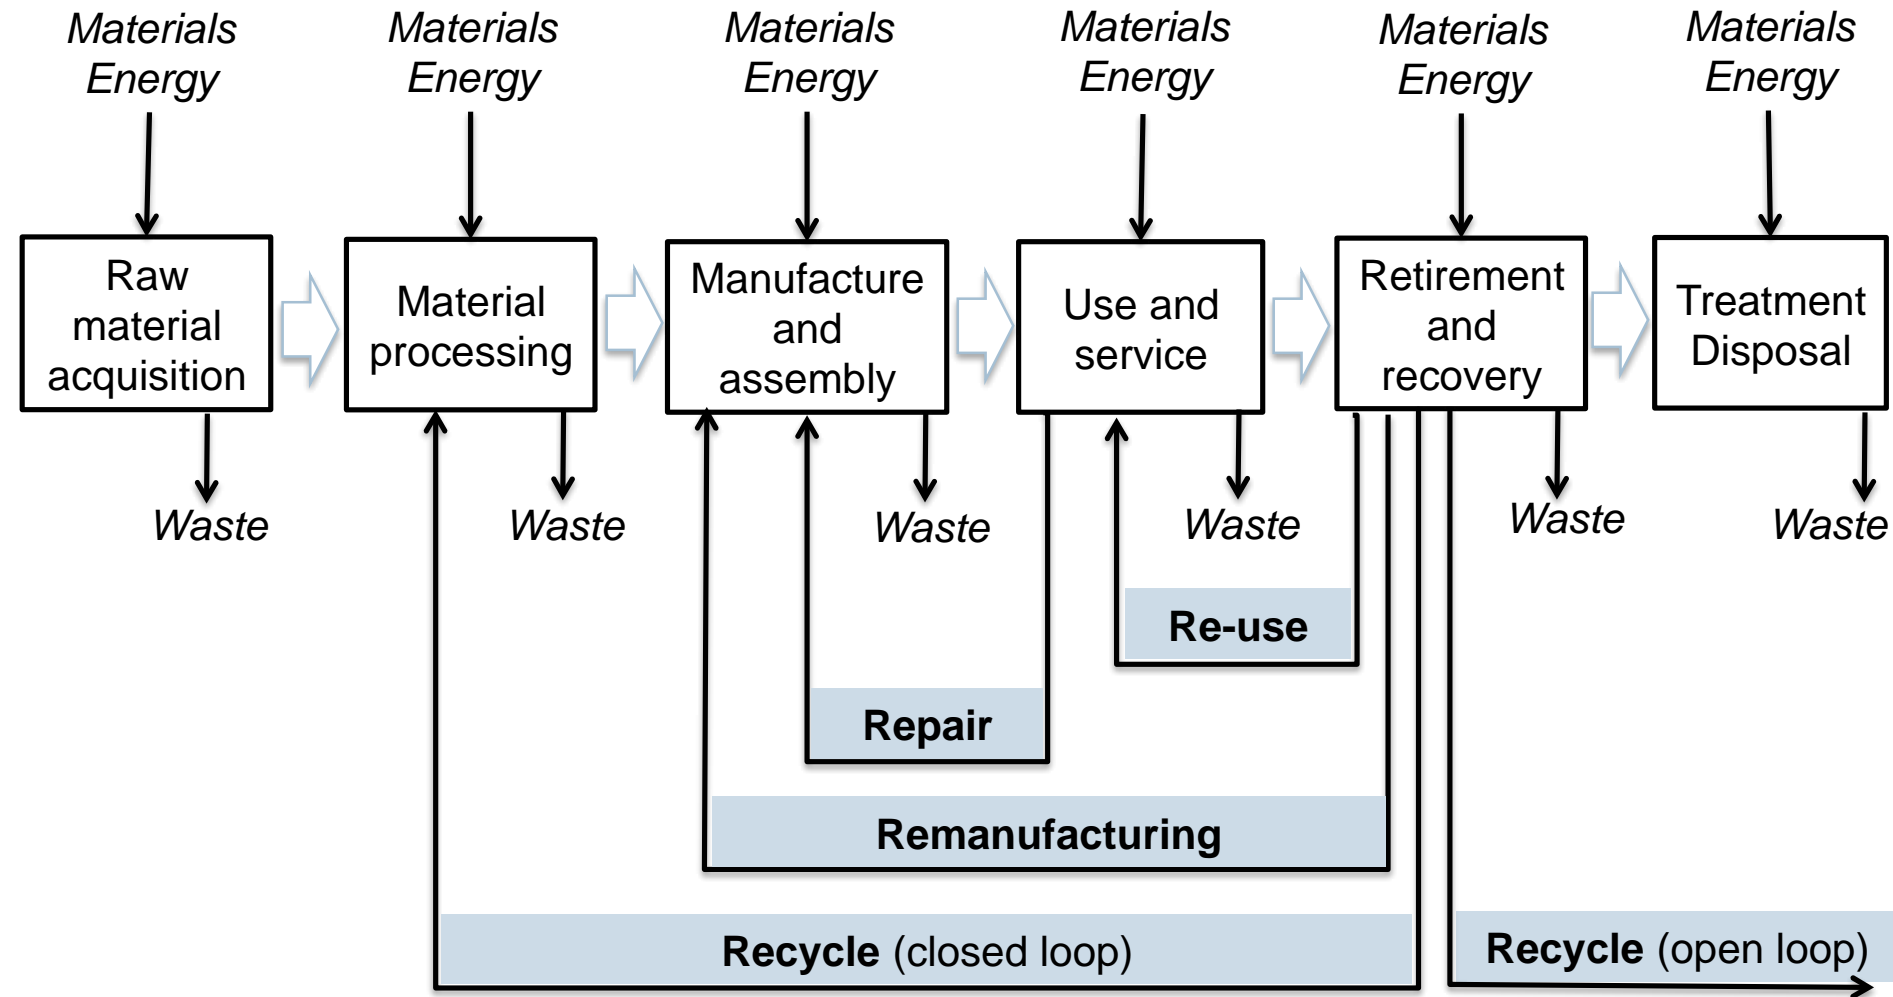 Materials
Energy
Materials
Energy
Materials
Energy
Materials
Energy
Materials
Energy
Materials
Energy
Raw
material
acquisition
Material
processing
Manufacture
and
assembly
Use and
service
Retirement
and
recovery
Treatment
Disposal
Waste
Waste
Waste
Waste
Waste
Waste
Re-use
Repair
Remanufacturing
Recycle (closed loop)
Recycle (open loop)